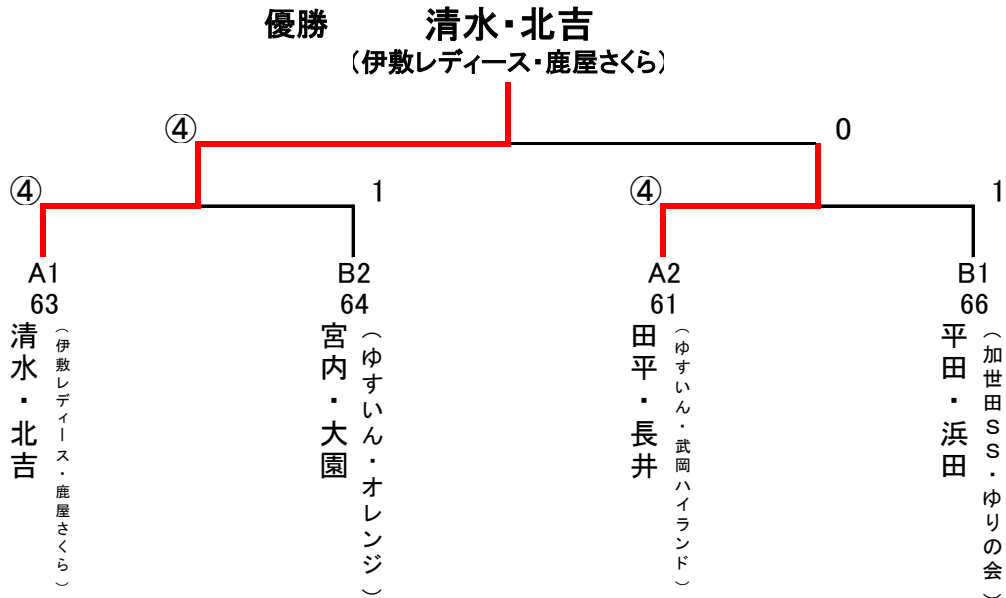 優勝 清水・北吉
(伊敷レディース・鹿屋さくら)
④ 0
④ 1 ④ 1
A1 B2 A2 B1
63 64 61 66
清水・北吉
(伊敷レディース・鹿屋さくら)
宮内・大園
(ゆすいん・オレンジ)
田平・長井
(ゆすいん・武岡ハイランド)
平田・浜田
(加世田SS・ゆりの会)